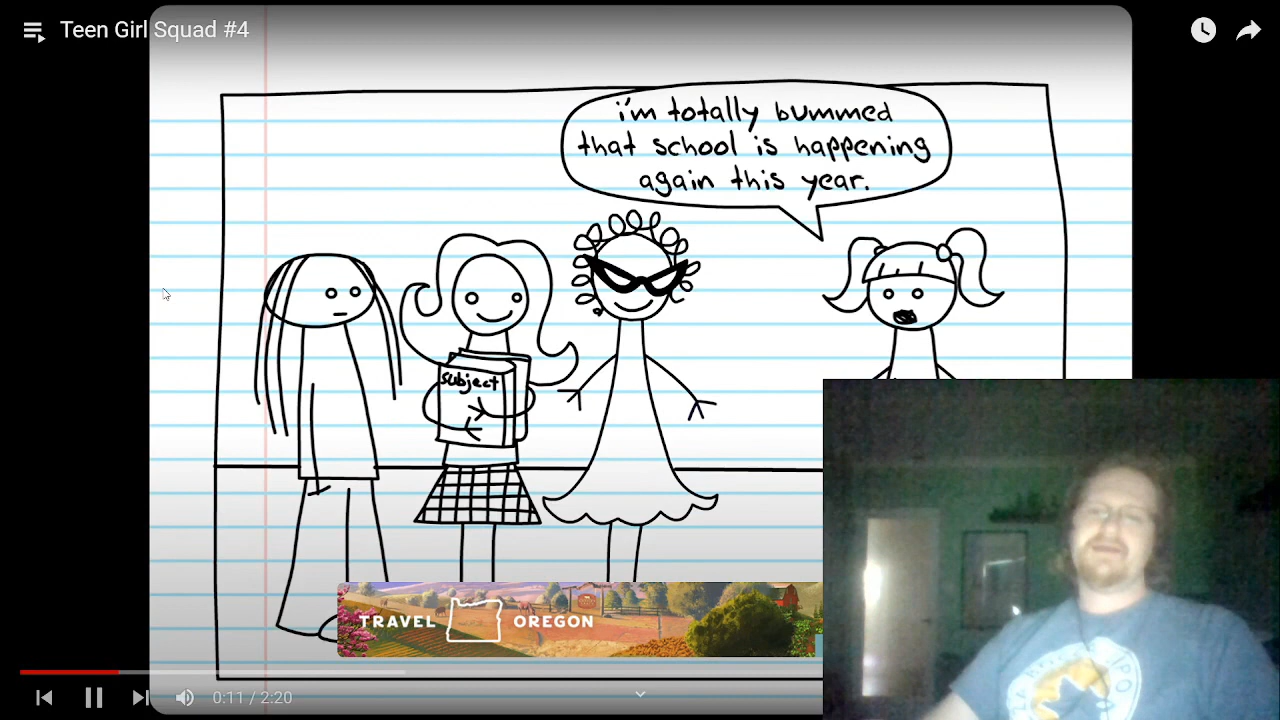 Teen Girl Squad #4
i'm totally bummed
that school is happening
again this year.
subject
TRAVEL OREGON
0:11 / 2:20